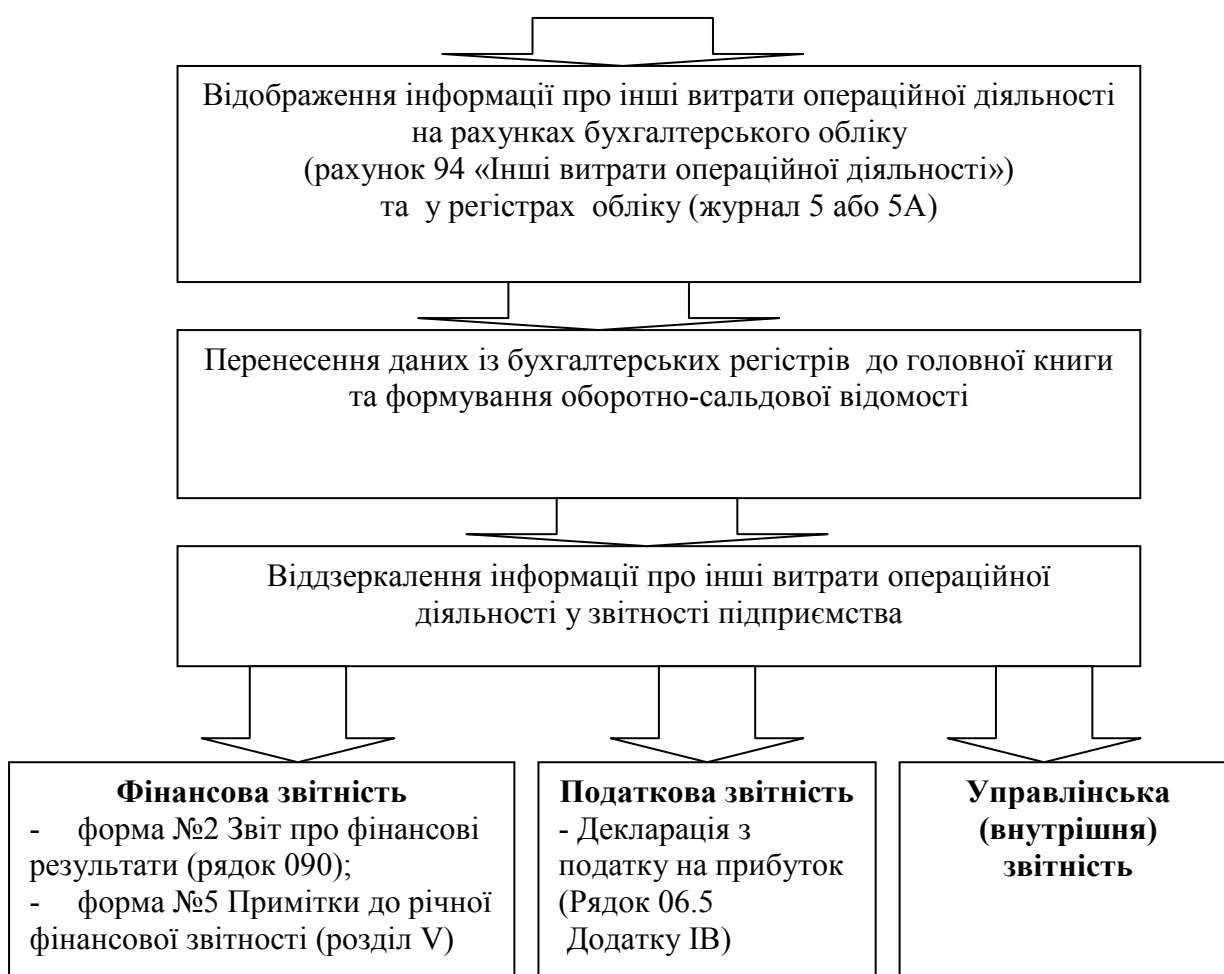 Відображення інформації про інші витрати операційної діяльності
на рахунках бухгалтерського обліку
(рахунок 94 «Інші витрати операційної діяльності»)
та у регістрах обліку (журнал 5 або 5А)
Перенесення даних із бухгалтерських регістрів до головної книги
та формування оборотно-сальдової відомості
Віддзеркалення інформації про інші витрати операційної
діяльності у звітності підприємства
Фінансова звітність
- форма №2 Звіт про фінансові
результати (рядок 090);
- форма №5 Примітки до річної
фінансової звітності (розділ V)
Податкова звітність
- Декларація з
податку на прибуток
(Рядок 06.5
Додатку ІВ)
Управлінська
(внутрішня)
звітність